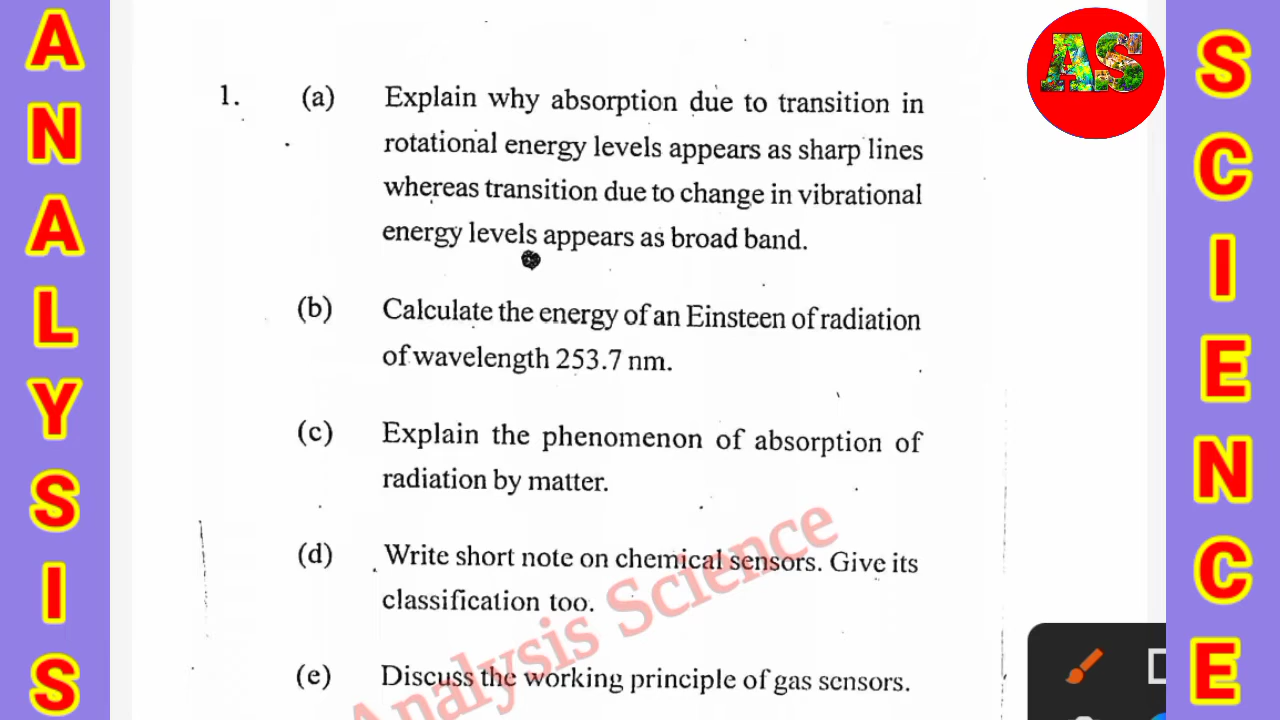 ANALYSIS
SCIENCE
AS
1. (a) Explain why absorption due to transition in
rotational energy levels appears as sharp lines
whereas transition due to change in vibrational
energy levels appears as broad band.
(b) Calculate the energy of an Einsteen of radiation
of wavelength 253.7 nm.
(c) Explain the phenomenon of absorption of
radiation by matter.
(d) Write short note on chemical sensors. Give its
classification too.
(e) Discuss the working principle of gas sensors.
Analysis Science